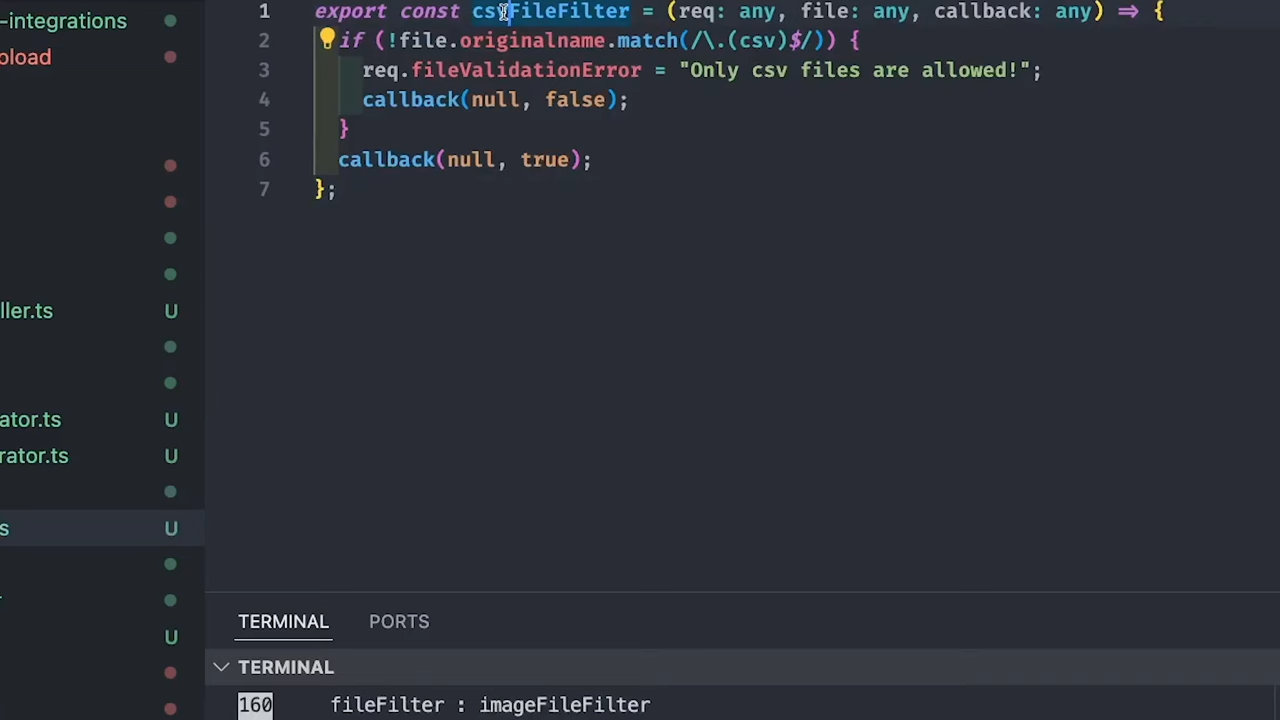 -integrations
pload
ller.ts
U
ator.ts
U
rator.ts
U
s
U
U
1 export const csvFileFilter = (req: any, file: any, callback: any) ⇒ {
2 if (!file.originalname.match(/\.(csv)$/)) {
3 req.fileValidationError = "Only csv files are allowed!";
4 callback(null, false);
5 }
6 callback(null, true);
7 };
TERMINAL PORTS
TERMINAL
160 fileFilter : imageFileFilter